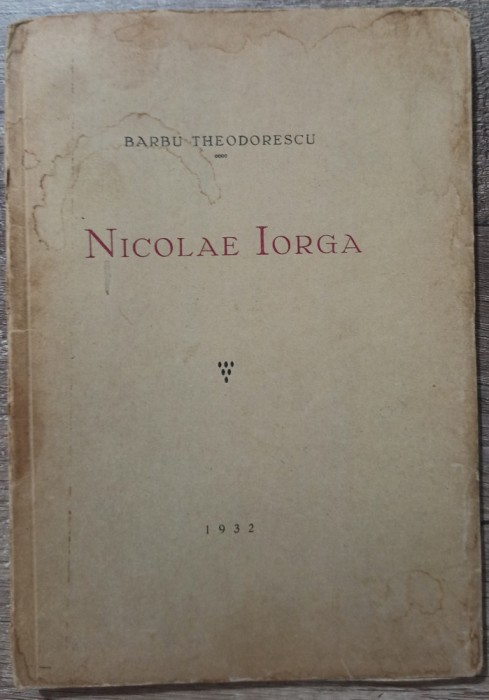 BARBU THEODORESCU
NICOLAE IORGA
1932